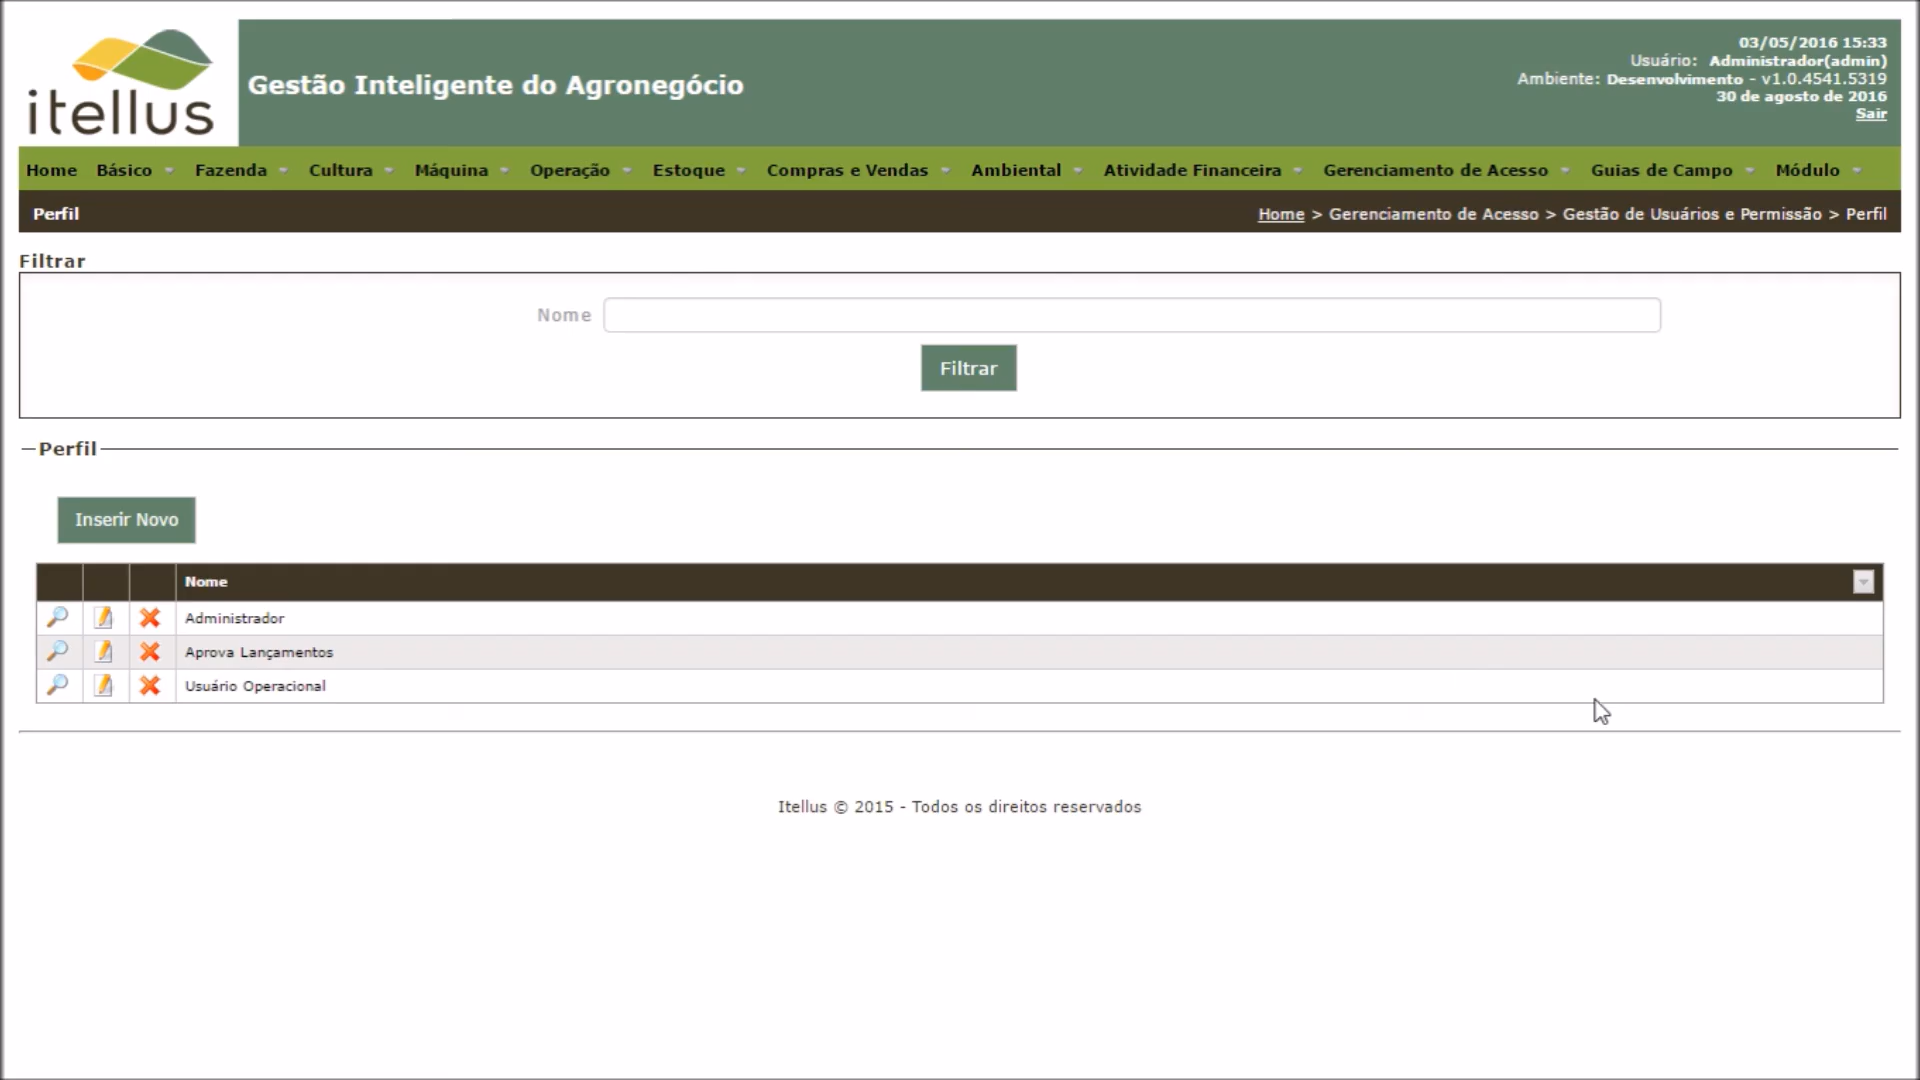 itellus
Gestão Inteligente do Agronegócio
03/05/2016 15:33
Usuário: Administrador(admin)
Ambiente: Desenvolvimento - v1.0.4541.5319
30 de agosto de 2016
Sair
Home Básico Fazenda Cultura Máquina Operação Estoque Compras e Vendas Ambiental Atividade Financeira Gerenciamento de Acesso Guias de Campo Módulo
Perfil Home > Gerenciamento de Acesso > Gestão de Usuários e Permissão > Perfil
Filtrar
Nome
Filtrar
Perfil
Inserir Novo
Nome
Administrador
Aprova Lançamentos
Usuário Operacional
Itellus © 2015 - Todos os direitos reservados